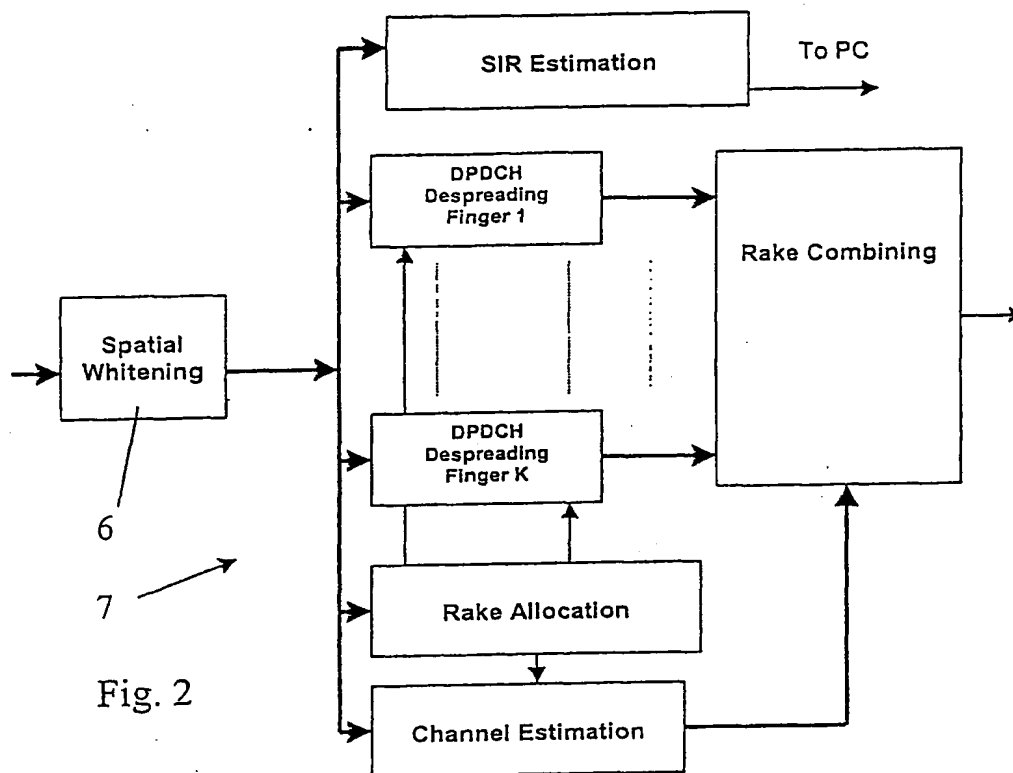 SIR Estimation
To PC
DPDCH
Despreading
Finger 1
Rake Combining
Spatial
Whitening
DPDCH
Despreading
Finger K
6
7
Rake Allocation
Fig. 2
Channel Estimation